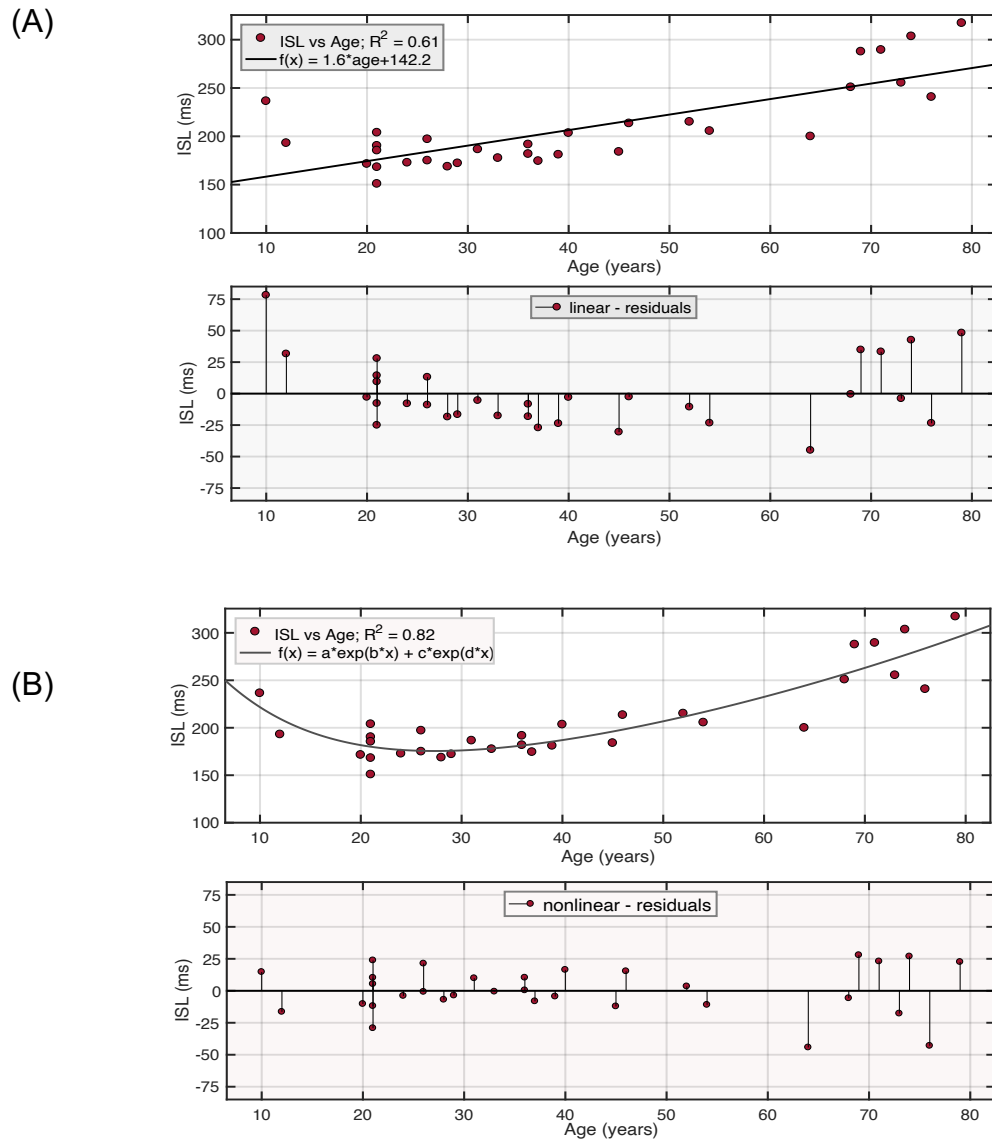 (A)
300
250
200
150
100
ISL (ms)
ISL vs Age; R² = 0.61
f(x) = 1.6*age+142.2
10 20 30 40 50 60 70 80
Age (years)
75
50
25
0
-25
-50
-75
ISL (ms)
linear - residuals
10 20 30 40 50 60 70 80
Age (years)
(B)
300
250
200
150
100
ISL (ms)
ISL vs Age; R² = 0.82
f(x) = a*exp(b*x) + c*exp(d*x)
10 20 30 40 50 60 70 80
Age (years)
75
50
25
0
-25
-50
-75
ISL (ms)
nonlinear - residuals
10 20 30 40 50 60 70 80
Age (years)